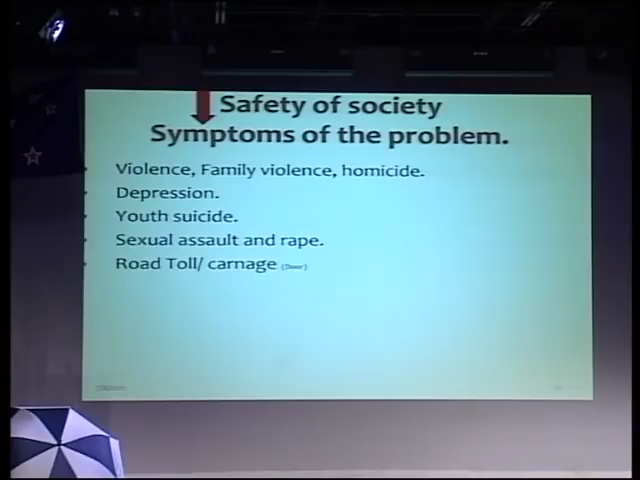 Safety of society
Symptoms of the problem.
Violence, Family violence, homicide.
Depression.
Youth suicide.
Sexual assault and rape.
Road Toll/ carnage